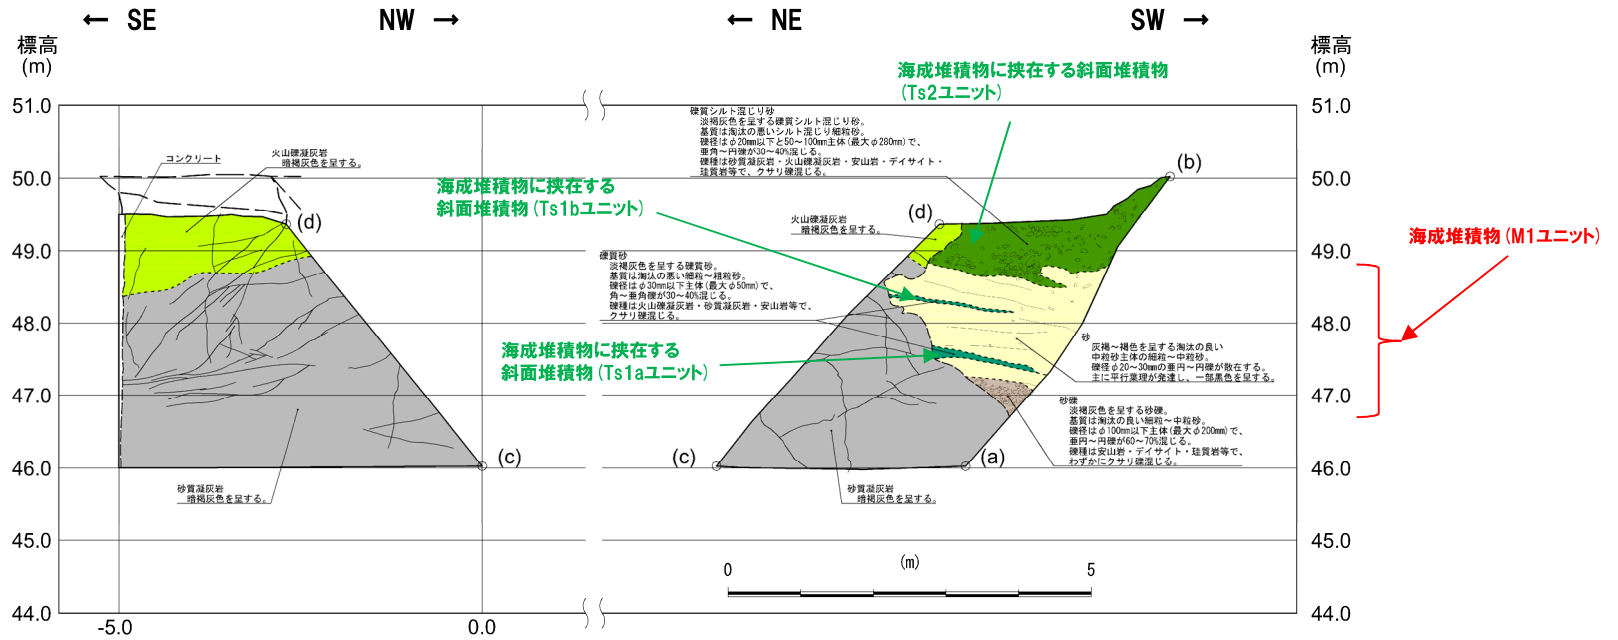 ← SE
NW →
← NE
SW →
標高
(m)
標高
(m)
海成堆積物に挟在する斜面堆積物
(Ts2ユニット)
51.0
51.0
礫質シルト混じり砂
淡褐灰色を呈する礫質シルト混じり砂。
基質は淘汰の悪いシルト混じり細粒砂。
礫径はφ20mm以下と50～100mm主体(最大φ280mm)で、
亜角～円礫が30～40%混じる。
礫種は砂質凝灰岩・火山礫凝灰岩・安山岩・デイサイト・
珪質岩等で、クサリ礫混じる。
コンクリート
火山礫凝灰岩
暗褐灰色を呈する。
(b)
50.0
50.0
海成堆積物に挟在する
斜面堆積物(Ts1bユニット)
(d)
(d)
火山礫凝灰岩
暗褐灰色を呈する。
海成堆積物(M1ユニット)
49.0
49.0
礫質砂
淡褐灰色を呈する礫質砂。
基質は淘汰の悪い細粒～粗粒砂。
礫径はφ30mm以下主体(最大φ50mm)で、
角～亜角礫が30～40%混じる。
礫種は火山礫凝灰岩・砂質凝灰岩・安山岩等で、
クサリ礫混じる。
48.0
48.0
海成堆積物に挟在する
斜面堆積物(Ts1aユニット)
砂
灰褐～褐色を呈する淘汰の良い
中粒砂主体の細粒～中粒砂。
礫径φ20～30mmの亜円～円礫が散在する。
主に平行葉理が発達し、一部黒色を呈する。
47.0
47.0
砂礫
淡褐灰色を呈する砂礫。
基質は淘汰の良い細粒～中粒砂。
礫径はφ100mm以下主体(最大φ200mm)で、
亜円～円礫が60～70%混じる。
礫種は安山岩・デイサイト・珪質岩等で、
わずかにクサリ礫混じる。
(c)
(c)
(a)
46.0
46.0
砂質凝灰岩
暗褐灰色を呈する。
砂質凝灰岩
暗褐灰色を呈する。
45.0
45.0
(m)
0
5
44.0
44.0
-5.0
0.0